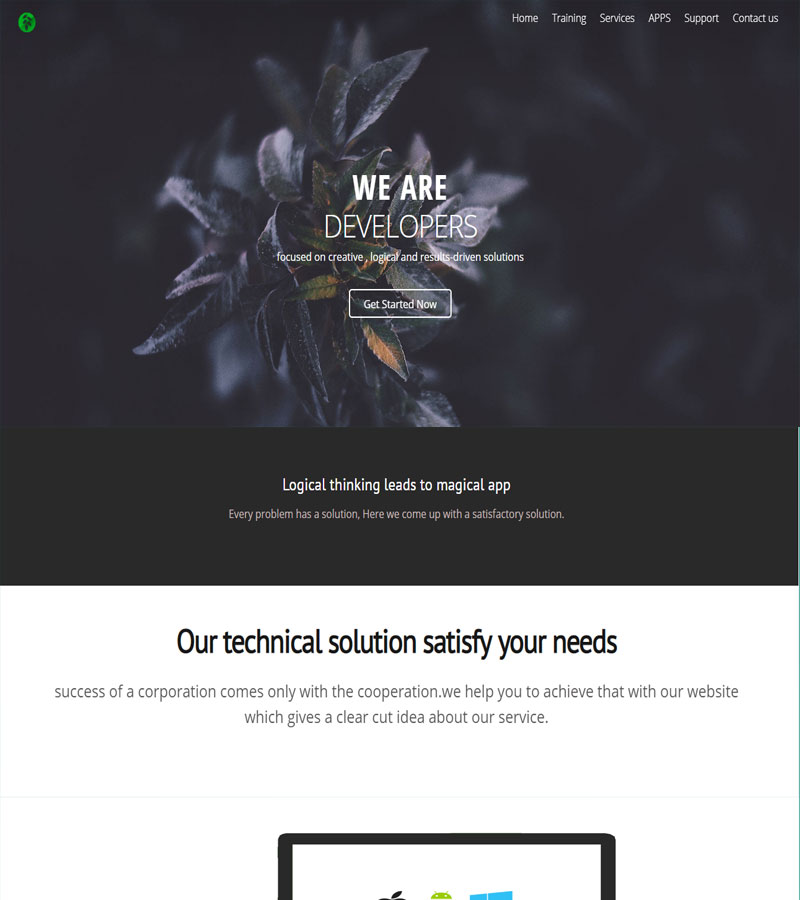 Home Training Services APPS Support Contact us
WE ARE
DEVELOPERS
focused on creative , logical and results-driven solutions
Get Started Now
Logical thinking leads to magical app
Every problem has a solution, Here we come up with a satisfactory solution.
Our technical solution satisfy your needs
success of a corporation comes only with the cooperation.we help you to achieve that with our website
which gives a clear cut idea about our service.